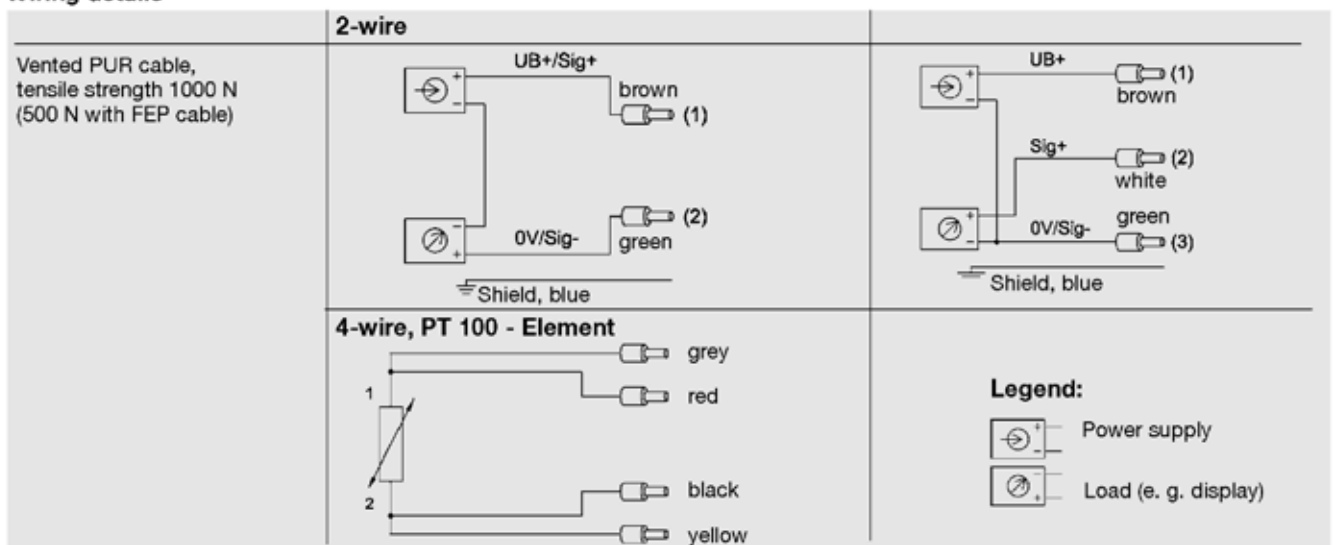 2-wire
Vented PUR cable,
tensile strength 1000 N
(500 N with FEP cable)
UB+/Sig+
brown
+
-
(1)
(2)
-
+
0V/Sig-
green
Shield, blue
UB+
(1)
brown
+
-
Sig+
(2)
white
+
-
0V/Sig-
green
(3)
Shield, blue
4-wire, PT 100 - Element
grey
1
red
2
black
yellow
Legend:
+
-
Power supply
-
+
Load (e. g. display)